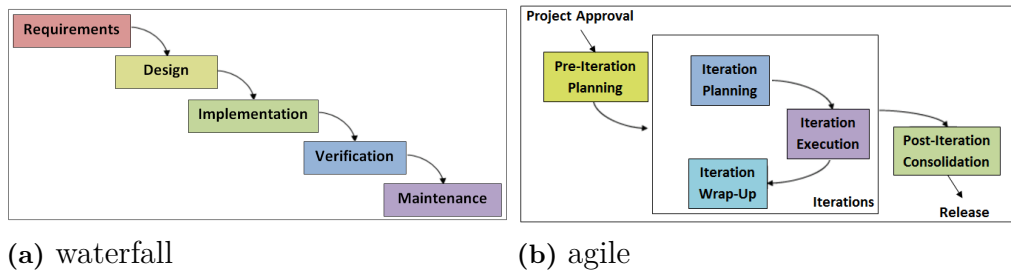 Requirements
Design
Implementation
Verification
Maintenance
(a) waterfall
Project Approval
Pre-Iteration
Planning
Iteration
Planning
Iteration
Execution
Iteration
Wrap-Up
Iterations
Post-Iteration
Consolidation
Release
(b) agile